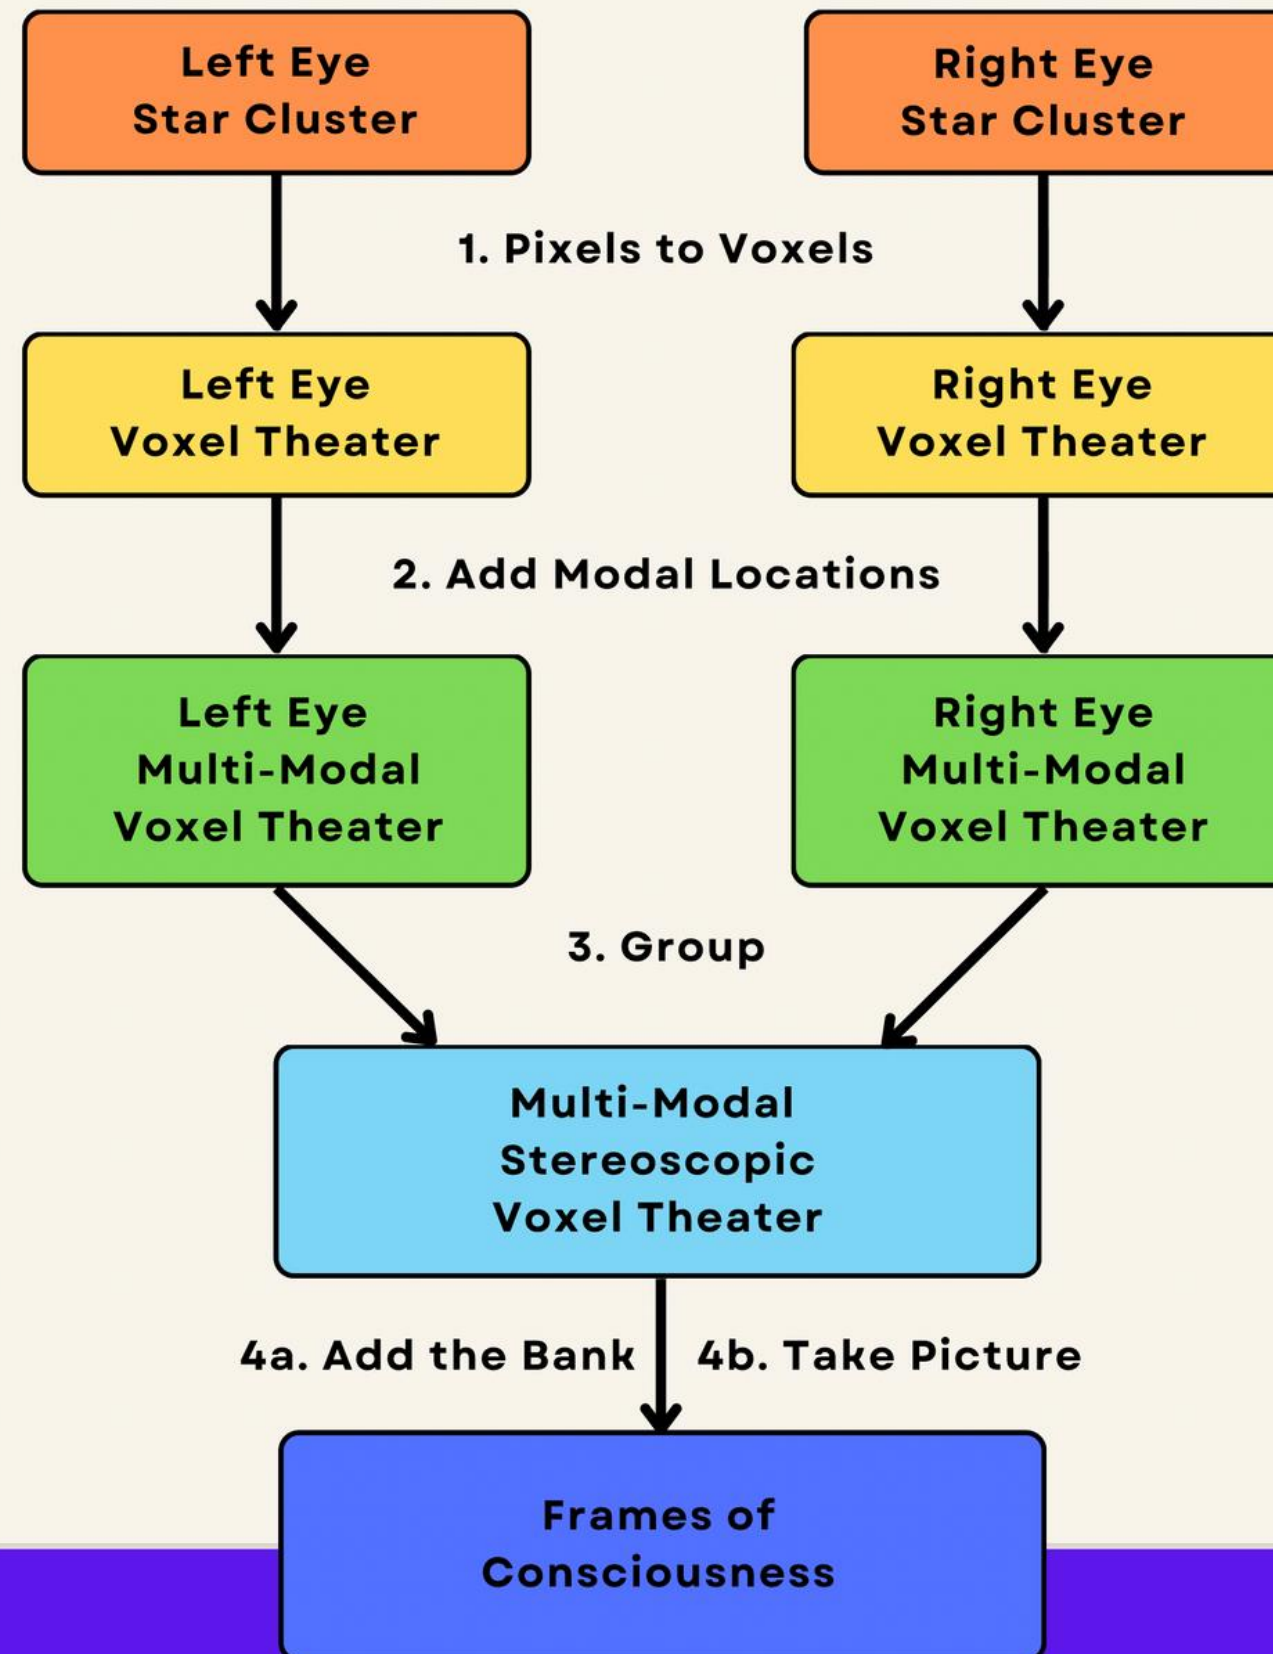 Left Eye
Star Cluster
Right Eye
Star Cluster
1. Pixels to Voxels
Left Eye
Voxel Theater
Right Eye
Voxel Theater
2. Add Modal Locations
Left Eye
Multi-Modal
Voxel Theater
Right Eye
Multi-Modal
Voxel Theater
3. Group
Multi-Modal
Stereoscopic
Voxel Theater
4a. Add the Bank
4b. Take Picture
Frames of
Consciousness